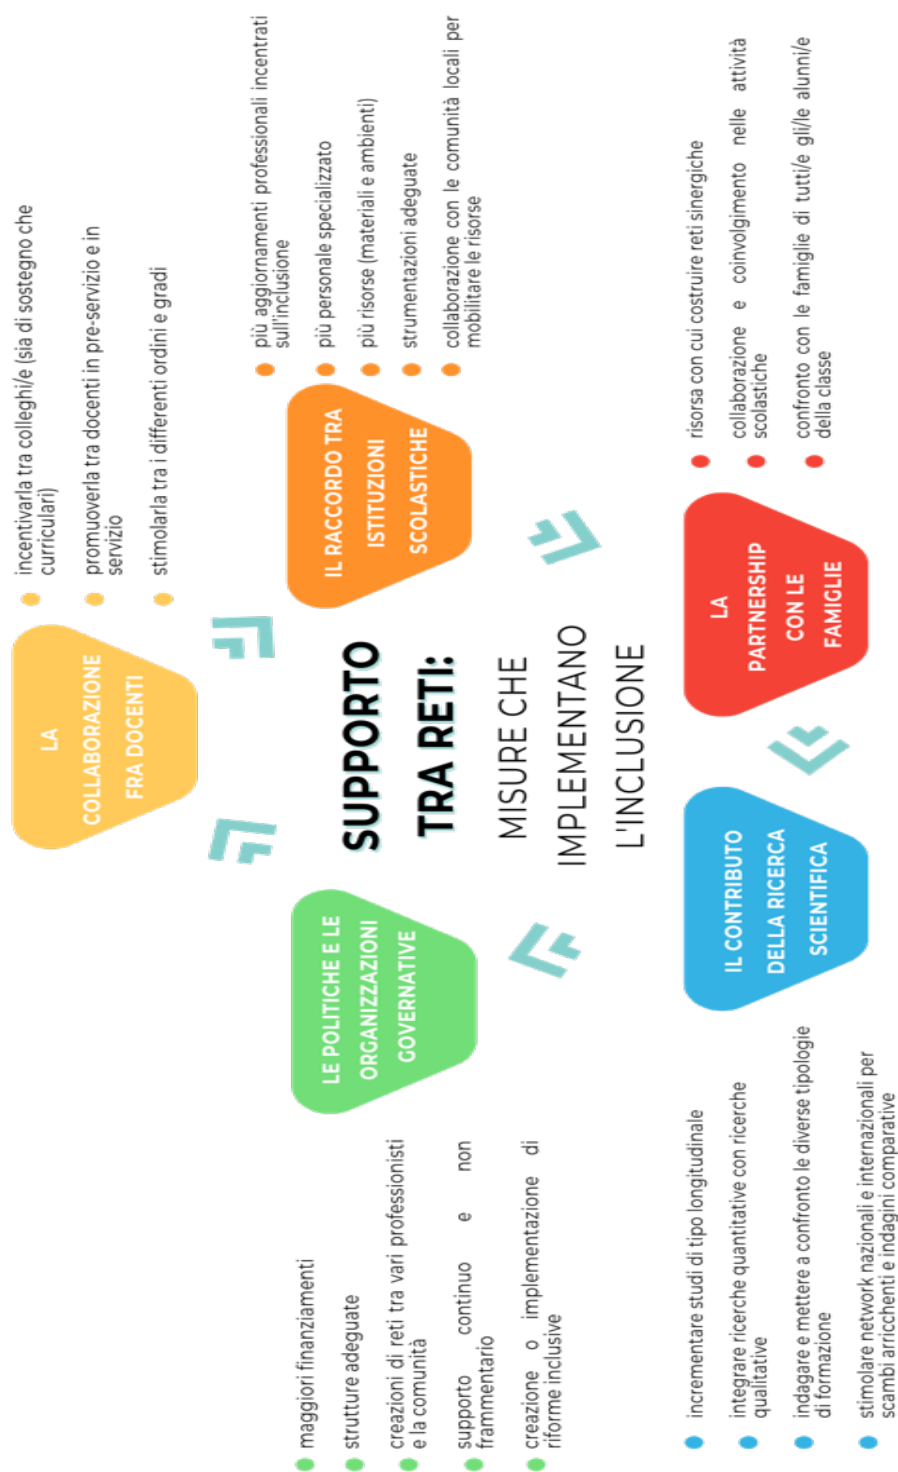 LA
COLLABORAZIONE
FRA DOCENTI
incentivarla tra colleghi/e (sia di sostegno che
curriculari)
promuoverla tra docenti in pre-servizio e in
servizio
stimolarla tra i differenti ordini e gradi
LE POLITICHE E LE
ORGANIZZAZIONI
GOVERNATIVE
maggiori finanziamenti
strutture adeguate
creazioni di reti tra vari professionisti
e la comunità
supporto continuo e non
frammentario
creazione o implementazione di
riforme inclusive
SUPPORTO
TRA RETI:
MISURE CHE
IMPLEMENTANO
L'INCLUSIONE
IL RACCORDO TRA
ISTITUZIONI
SCOLASTICHE
più aggiornamenti professionali incentrati
sull'inclusione
più personale specializzato
più risorse (materiali e ambienti)
strumentazioni adeguate
collaborazione con le comunità locali per
mobilitare le risorse
IL CONTRIBUTO
DELLA RICERCA
SCIENTIFICA
incrementare studi di tipo longitudinale
integrare ricerche quantitative con ricerche
qualitative
indagare e mettere a confronto le diverse tipologie
di formazione
stimolare network nazionali e internazionali per
scambi arricchenti e indagini comparative
LA
PARTNERSHIP
CON LE
FAMIGLIE
risorsa con cui costruire reti sinergiche
collaborazione e coinvolgimento nelle attività
scolastiche
confronto con le famiglie di tutti/e gli/le alunni/e
della classe